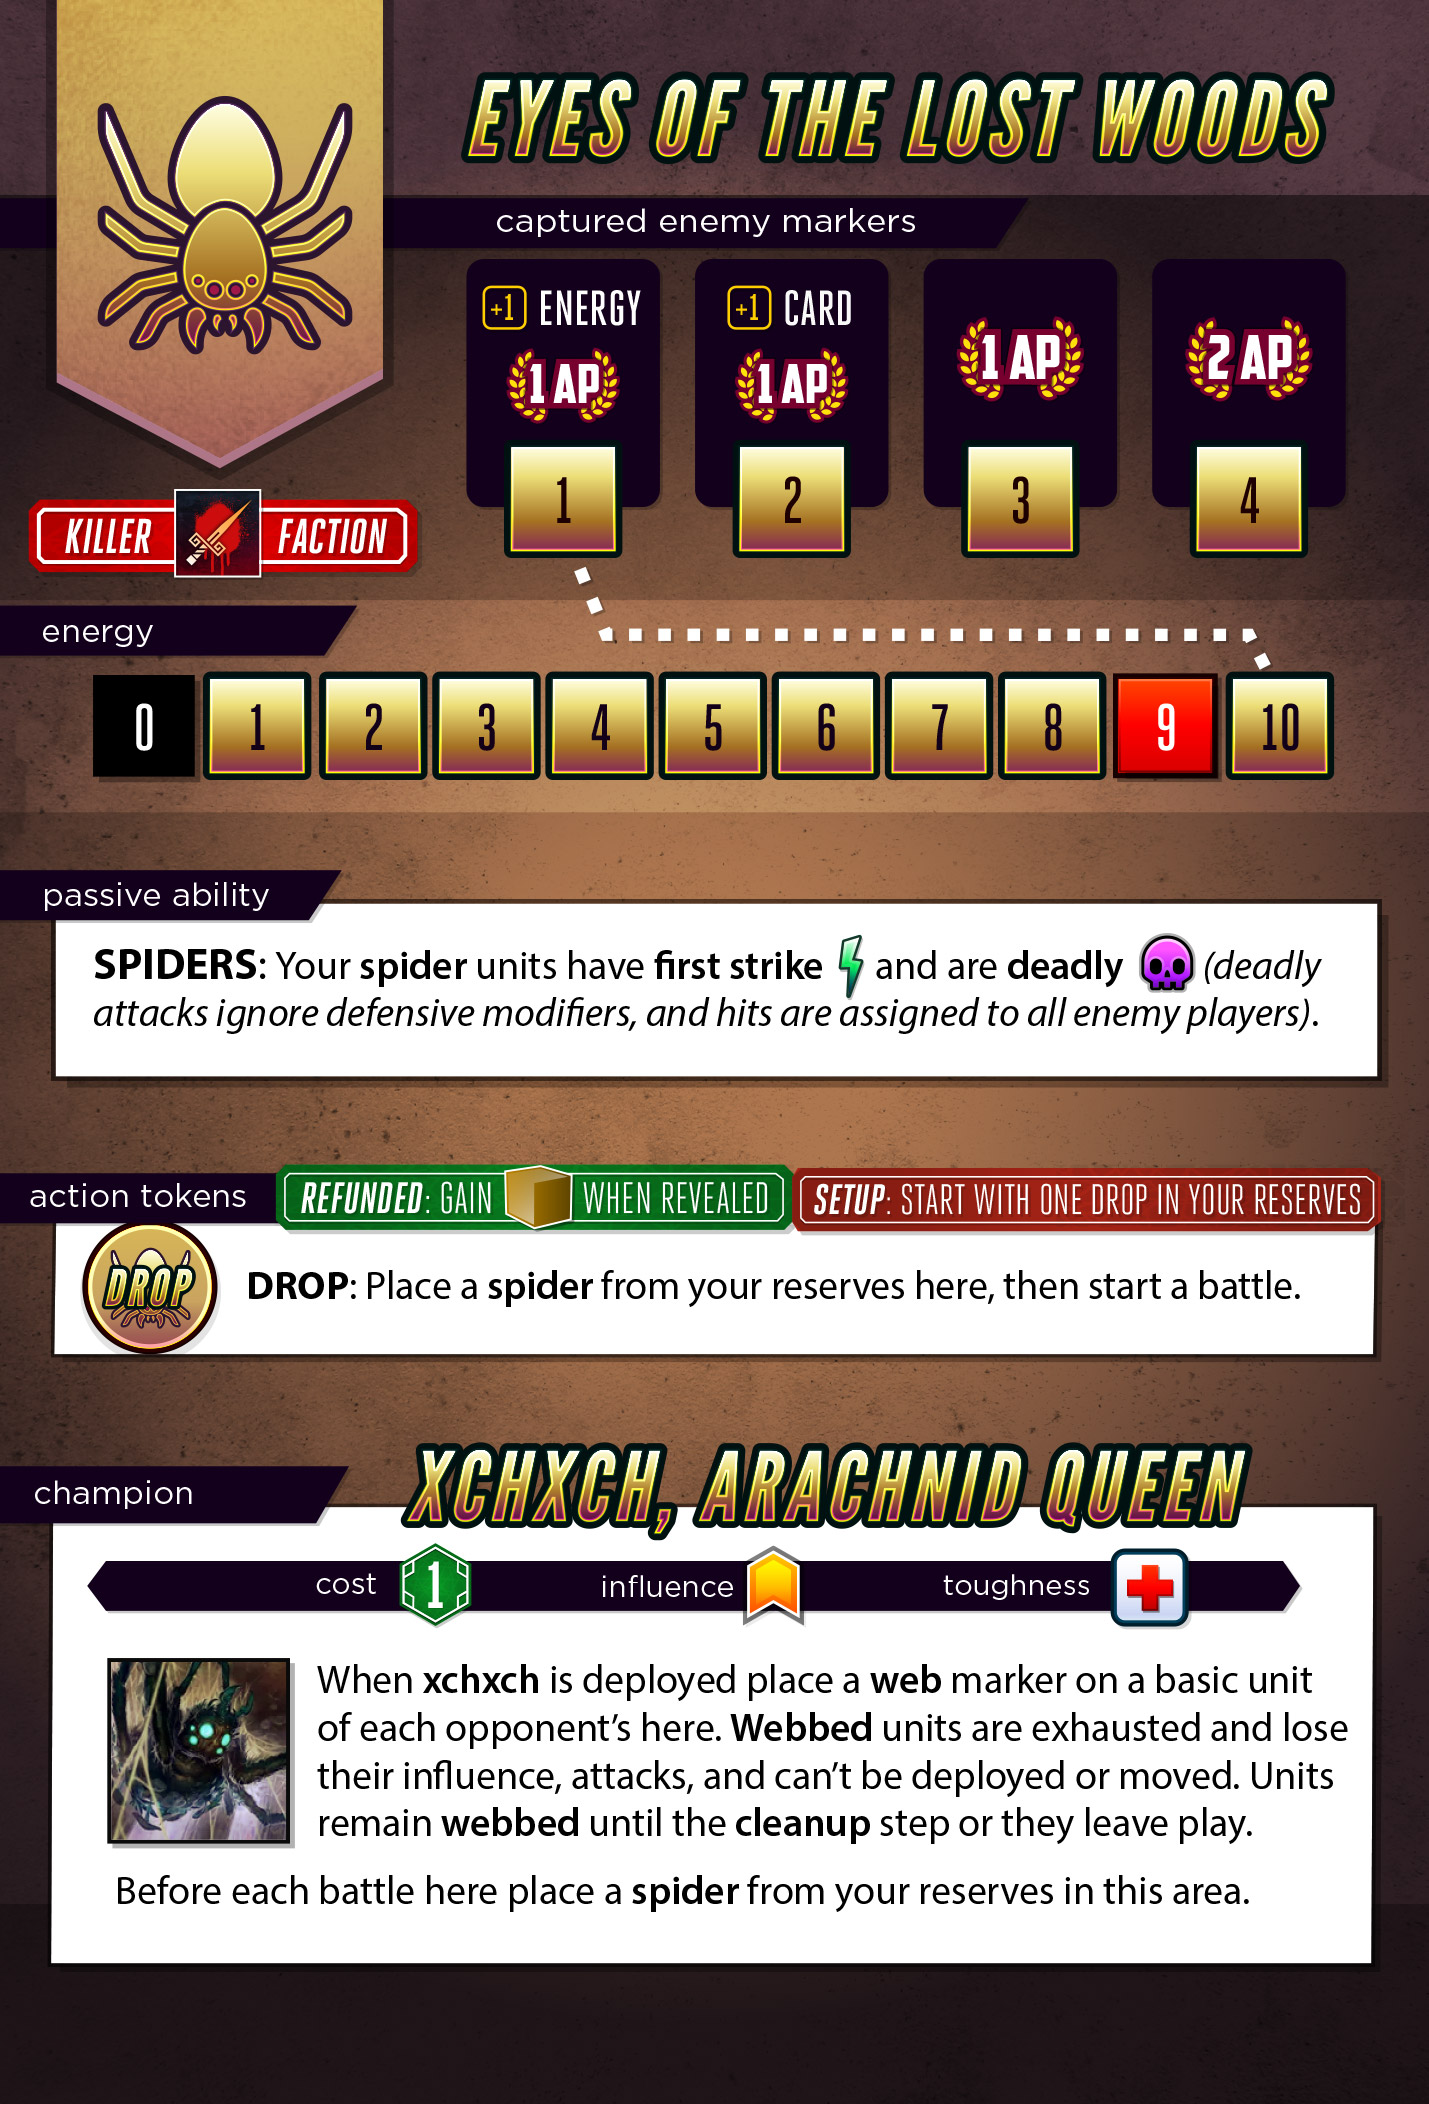 EYES OF THE LOST WOODS
captured enemy markers
+1 ENERGY
1 AP
1
+1 CARD
1 AP
2
1 AP
3
2 AP
4
KILLER FACTION
energy
0 1 2 3 4 5 6 7 8 9 10
passive ability
SPIDERS: Your spider units have first strike and are deadly (deadly
attacks ignore defensive modifiers, and hits are assigned to all enemy players).
action tokens
REFUNDED: GAIN WHEN REVEALED
SETUP: START WITH ONE DROP IN YOUR RESERVES
DROP
DROP: Place a spider from your reserves here, then start a battle.
champion
XCHXCH, ARACHNID QUEEN
cost 1 influence toughness
When xchxch is deployed place a web marker on a basic unit
of each opponent's here. Webbed units are exhausted and lose
their influence, attacks, and can't be deployed or moved. Units
remain webbed until the cleanup step or they leave play.
Before each battle here place a spider from your reserves in this area.